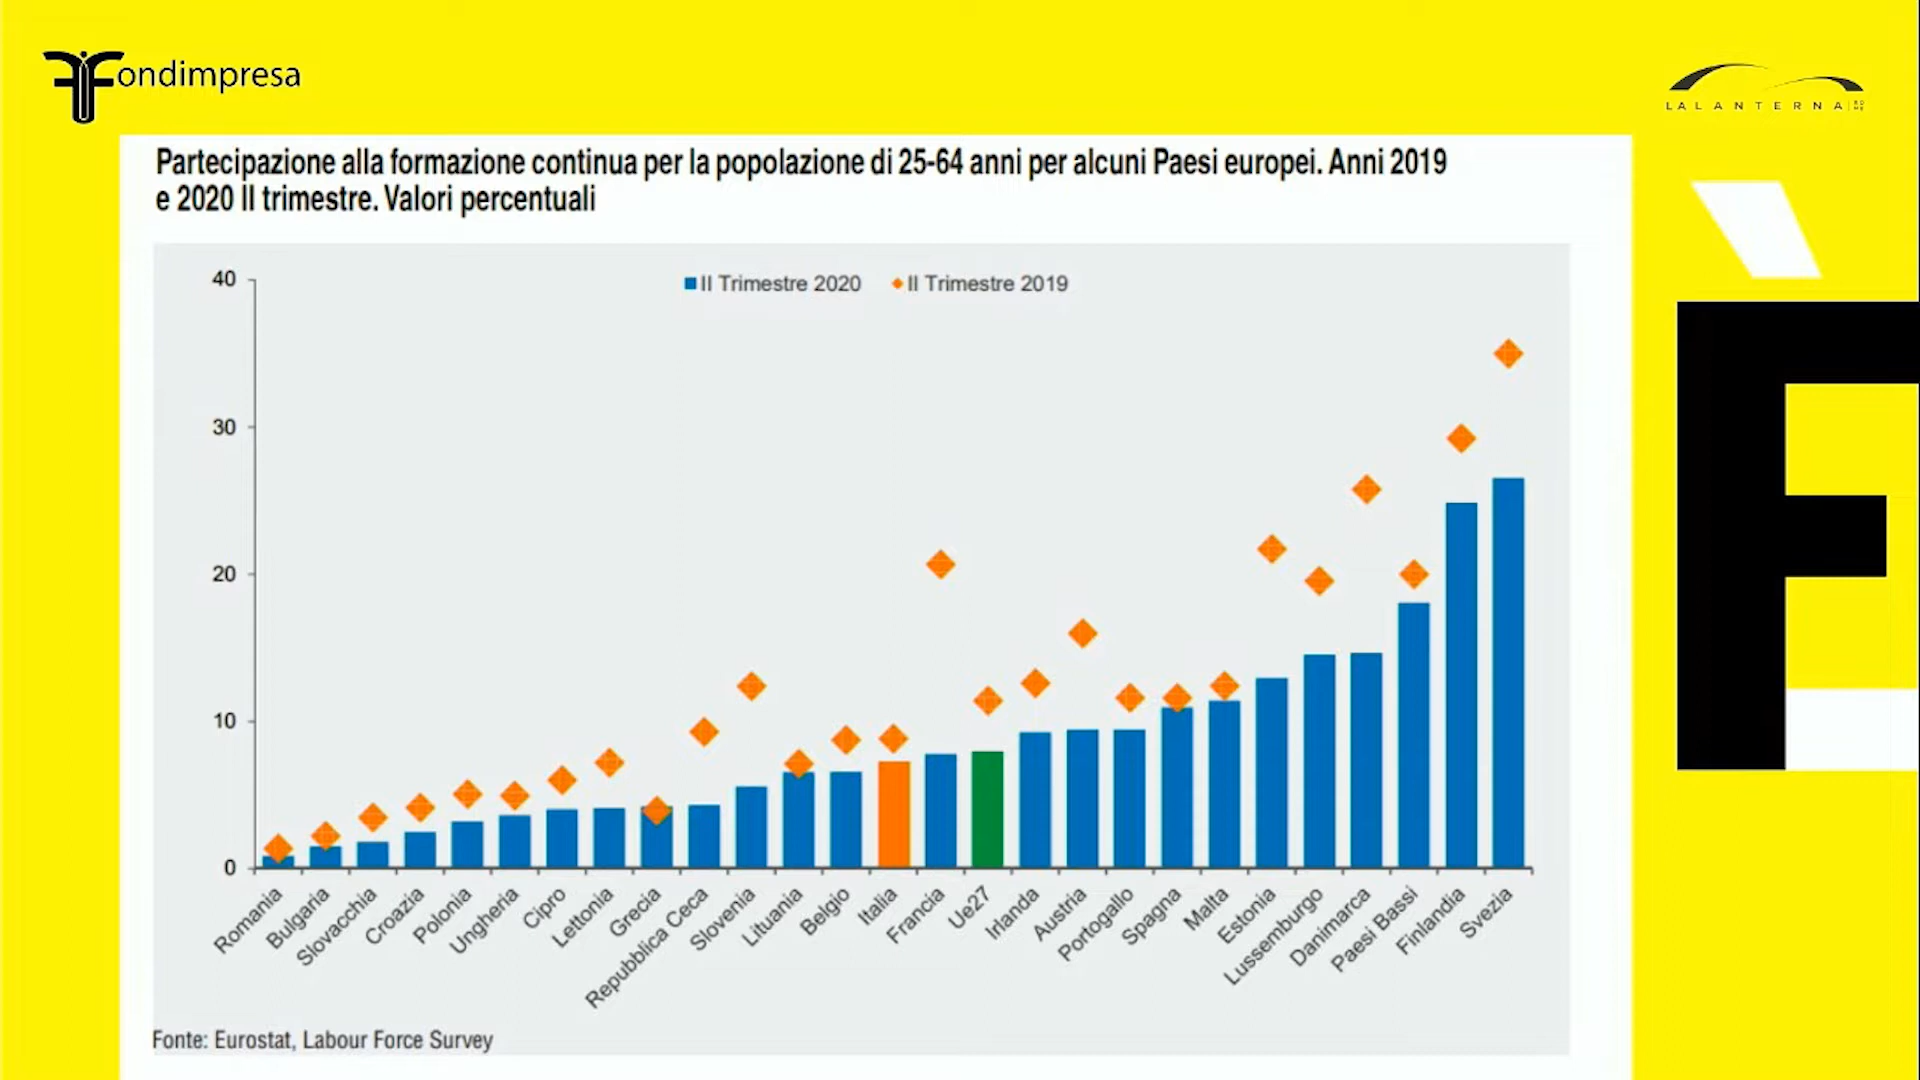 Fondimpresa
LALANTERNA
Partecipazione alla formazione continua per la popolazione di 25-64 anni per alcuni Paesi europei. Anni 2019
e 2020 II trimestre. Valori percentuali
II Trimestre 2020
II Trimestre 2019
40
30
20
10
0
Romania
Bulgaria
Slovacchia
Croazia
Polonia
Ungheria
Cipro
Lettonia
Grecia
Repubblica Ceca
Slovenia
Lituania
Belgio
Italia
Francia
Ue27
Irlanda
Austria
Portogallo
Spagna
Malta
Estonia
Lussemburgo
Danimarca
Paesi Bassi
Finlandia
Svezia
Fonte: Eurostat, Labour Force Survey